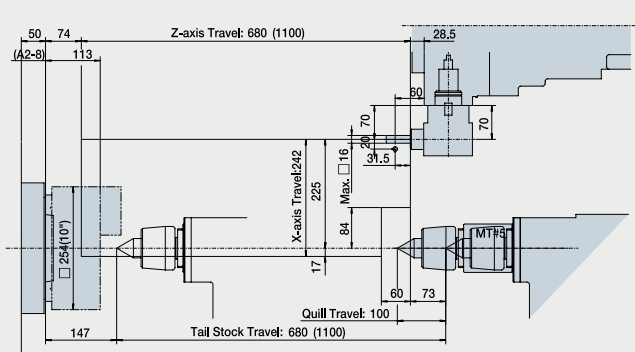 Z-axis Travel: 680 (1100)
50
74
28.5
(A2-8)
113
60
70
70
20
31.5
Max. □ 16
X-axis Travel:242
225
84
17
MT#5
□ 254(10")
60
73
Quill Travel: 100
147
Tail Stock Travel: 680 (1100)